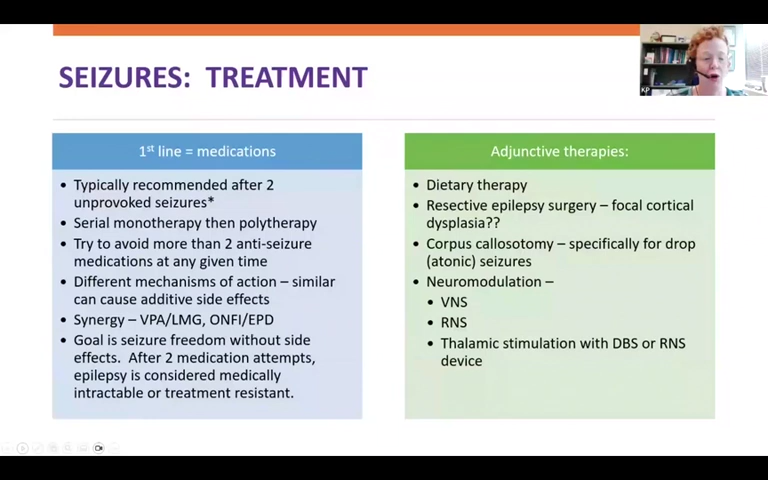 SEIZURES: TREATMENT
KP
1st line = medications
• Typically recommended after 2
unprovoked seizures*
• Serial monotherapy then polytherapy
• Try to avoid more than 2 anti-seizure
medications at any given time
• Different mechanisms of action – similar
can cause additive side effects
• Synergy – VPA/LMG, ONFI/EPD
• Goal is seizure freedom without side
effects. After 2 medication attempts,
epilepsy is considered medically
intractable or treatment resistant.
Adjunctive therapies:
• Dietary therapy
• Resective epilepsy surgery – focal cortical
dysplasia??
• Corpus callosotomy – specifically for drop
(atonic) seizures
• Neuromodulation –
• VNS
• RNS
• Thalamic stimulation with DBS or RNS
device